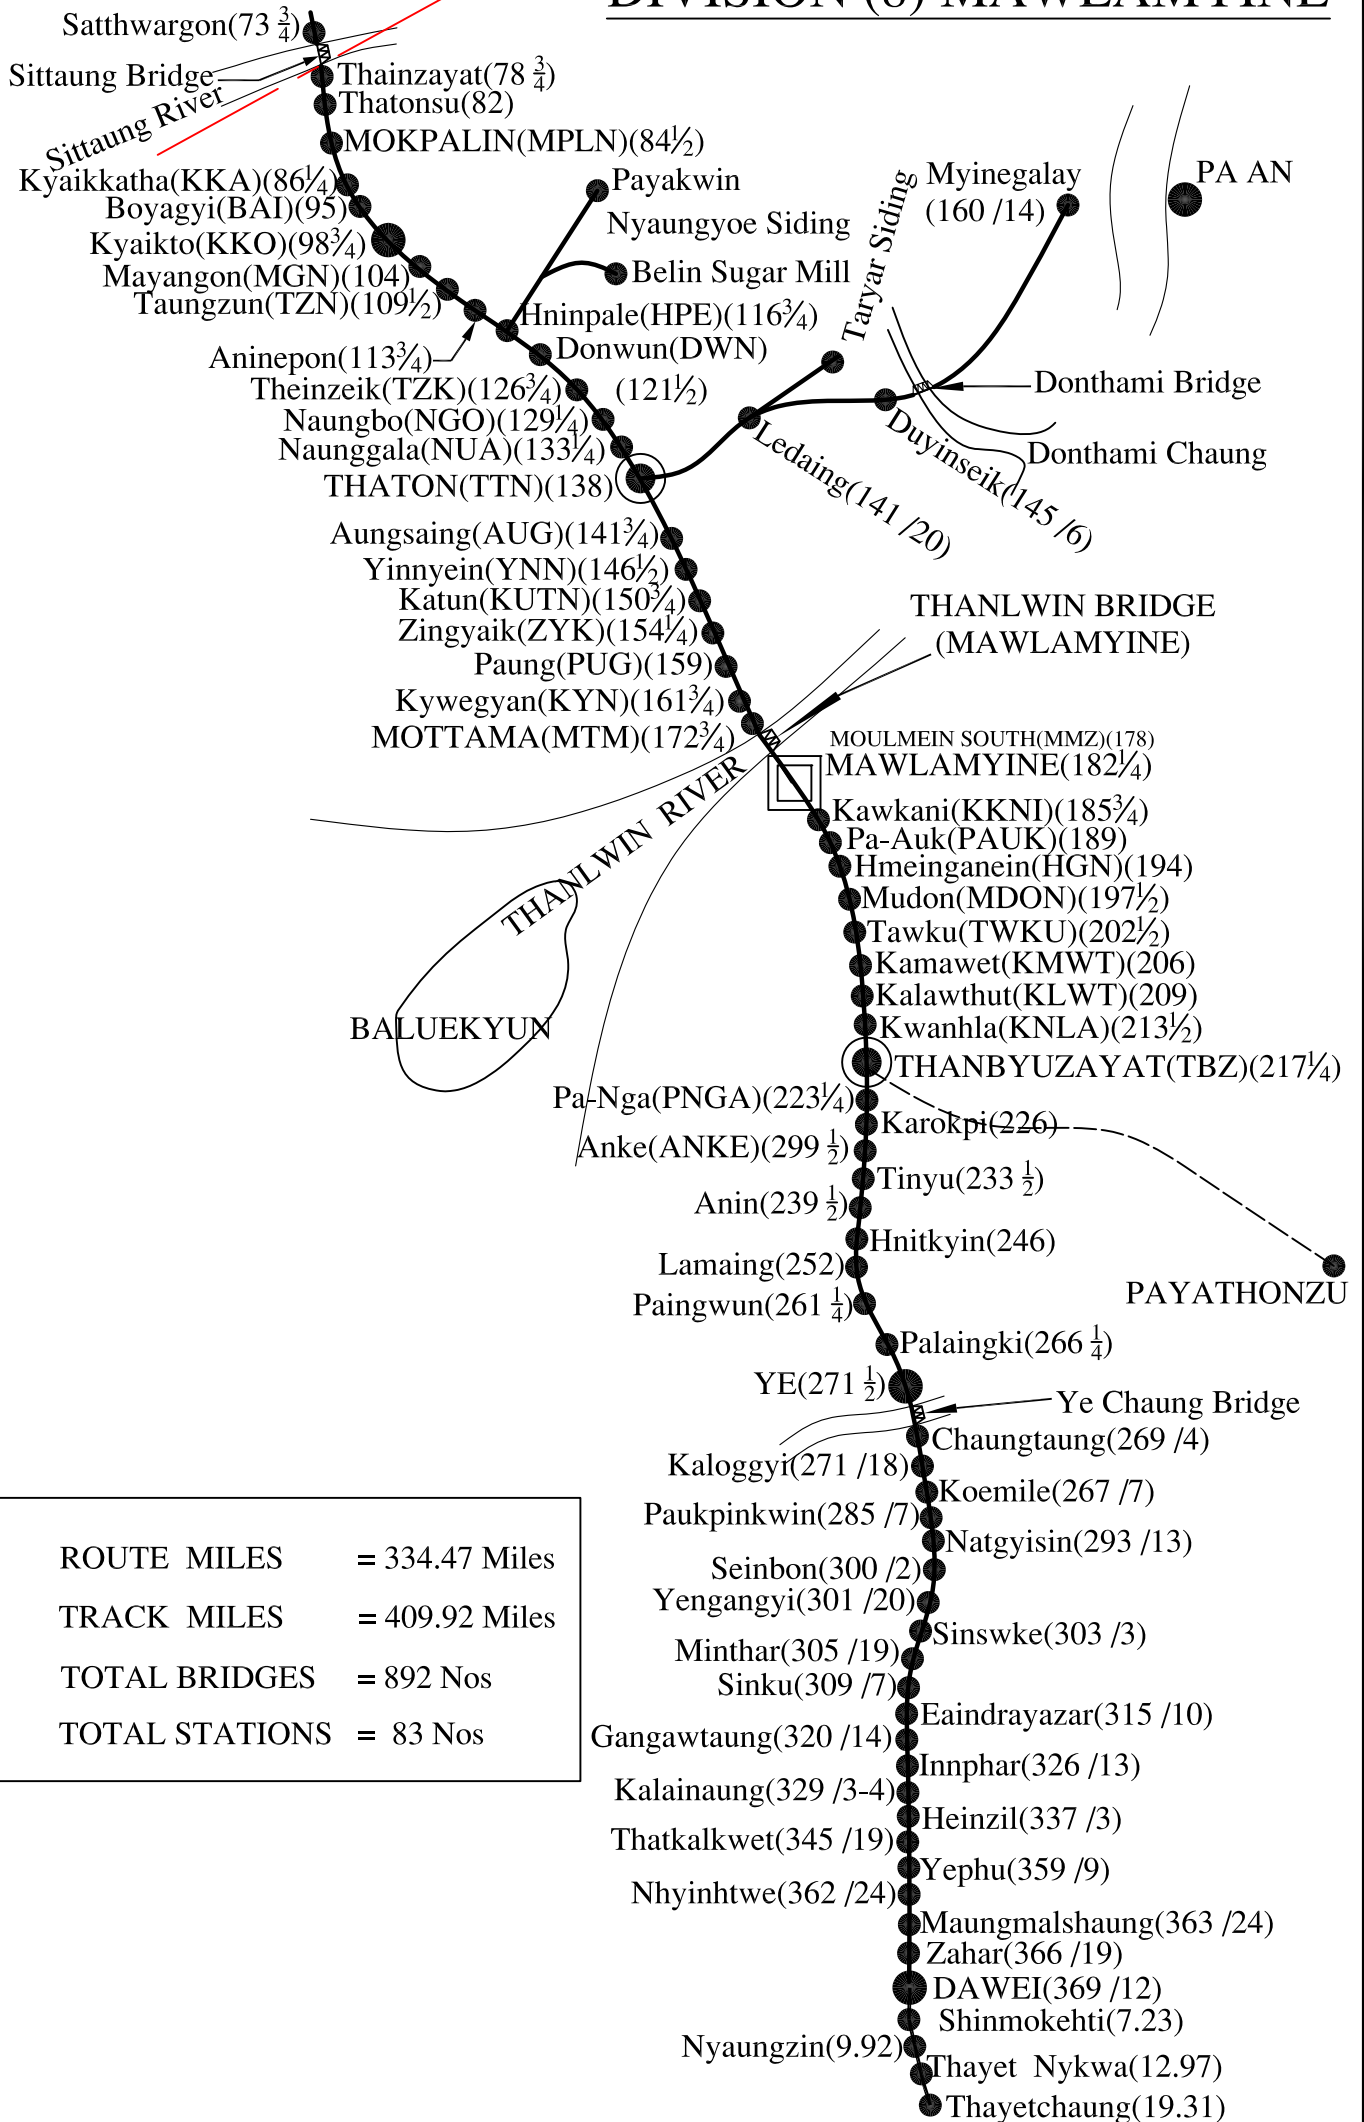 DIVISION (8) MAWLAMYINE
Satthwargon(73 3/4)
Sittaung Bridge
Thainzayat(78 3/4)
Thatonsu(82)
Sittaung River
MOKPALIN(MPLN)(84½)
Kyaikkatha(KKA)(86¼)
Boyagyi(BAI)(95)
Kyaikto(KKO)(98¾)
Mayangon(MGN)(104)
Taungzun(TZN)(109½)
Aninepon(113¾)
Payakwin
Nyaungyoe Siding
Belin Sugar Mill
Hninpale(HPE)(116¾)
Donwun(DWN)
(121½)
Theinzeik(TZK)(126¾)
Naungbo(NGO)(129¼)
Naunggala(NUA)(133¼)
THATON(TTN)(138)
Taryar Siding
Myinegalay
(160 /14)
PA AN
Donthami Bridge
Donthami Chaung
Ledaing(141 /20)
Duyinseik(145 /6)
Aungsaing(AUG)(141¾)
Yinnyein(YNN)(146½)
Katun(KUTN)(150¾)
Zingyaik(ZYK)(154¼)
Paung(PUG)(159)
Kywegyan(KYN)(161¾)
MOTTAMA(MTM)(172¾)
THANLWIN BRIDGE
(MAWLAMYINE)
MOULMEIN SOUTH(MMZ)(178)
MAWLAMYINE(182¼)
THANLWIN RIVER
BALUEKYUN
Kawkani(KKNI)(185¾)
Pa-Auk(PAUK)(189)
Hmeinganein(HGN)(194)
Mudon(MDON)(197½)
Tawku(TWKU)(202½)
Kamawet(KMWT)(206)
Kalawthut(KLWT)(209)
Kwanhla(KNLA)(213½)
THANBYUZAYAT(TBZ)(217¼)
Pa-Nga(PNGA)(223¼)
Karokpi(226)
Anke(ANKE)(299 1/2)
Tinyu(233 1/2)
Anin(239 1/2)
Hnitkyin(246)
Lamaing(252)
PAYATHONZU
Paingwun(261 1/4)
Palaingki(266 1/4)
YE(271 1/2)
Ye Chaung Bridge
Chaungtaung(269 /4)
Kaloggyi(271 /18)
Koemile(267 /7)
Paukpinkwin(285 /7)
Natgyisin(293 /13)
Seinbon(300 /2)
Yengangyi(301 /20)
Sinswke(303 /3)
Minthar(305 /19)
Sinku(309 /7)
Eaindrayazar(315 /10)
Gangawtaung(320 /14)
Innphar(326 /13)
Kalainaung(329 /3-4)
Heinzil(337 /3)
Thatkalkwet(345 /19)
Yephu(359 /9)
Nhyinhtwe(362 /24)
Maungmalshaung(363 /24)
Zahar(366 /19)
DAWEI(369 /12)
Shinmokehti(7.23)
Nyaungzin(9.92)
Thayet Nykwa(12.97)
Thayetchaung(19.31)
ROUTE MILES = 334.47 Miles
TRACK MILES = 409.92 Miles
TOTAL BRIDGES = 892 Nos
TOTAL STATIONS = 83 Nos